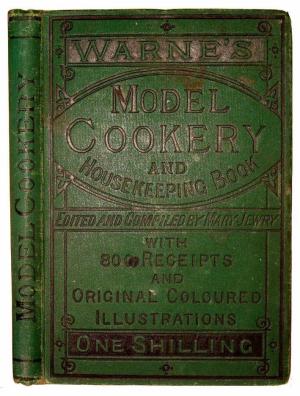 MODEL COOKERY
WARNE'S
MODEL
COOKERY
AND
HOUSEKEEPING BOOK
EDITED AND COMPILED BY MARY JEWRY
WITH
800 RECEIPTS
AND
ORIGINAL COLOURED
ILLUSTRATIONS
ONE SHILLING